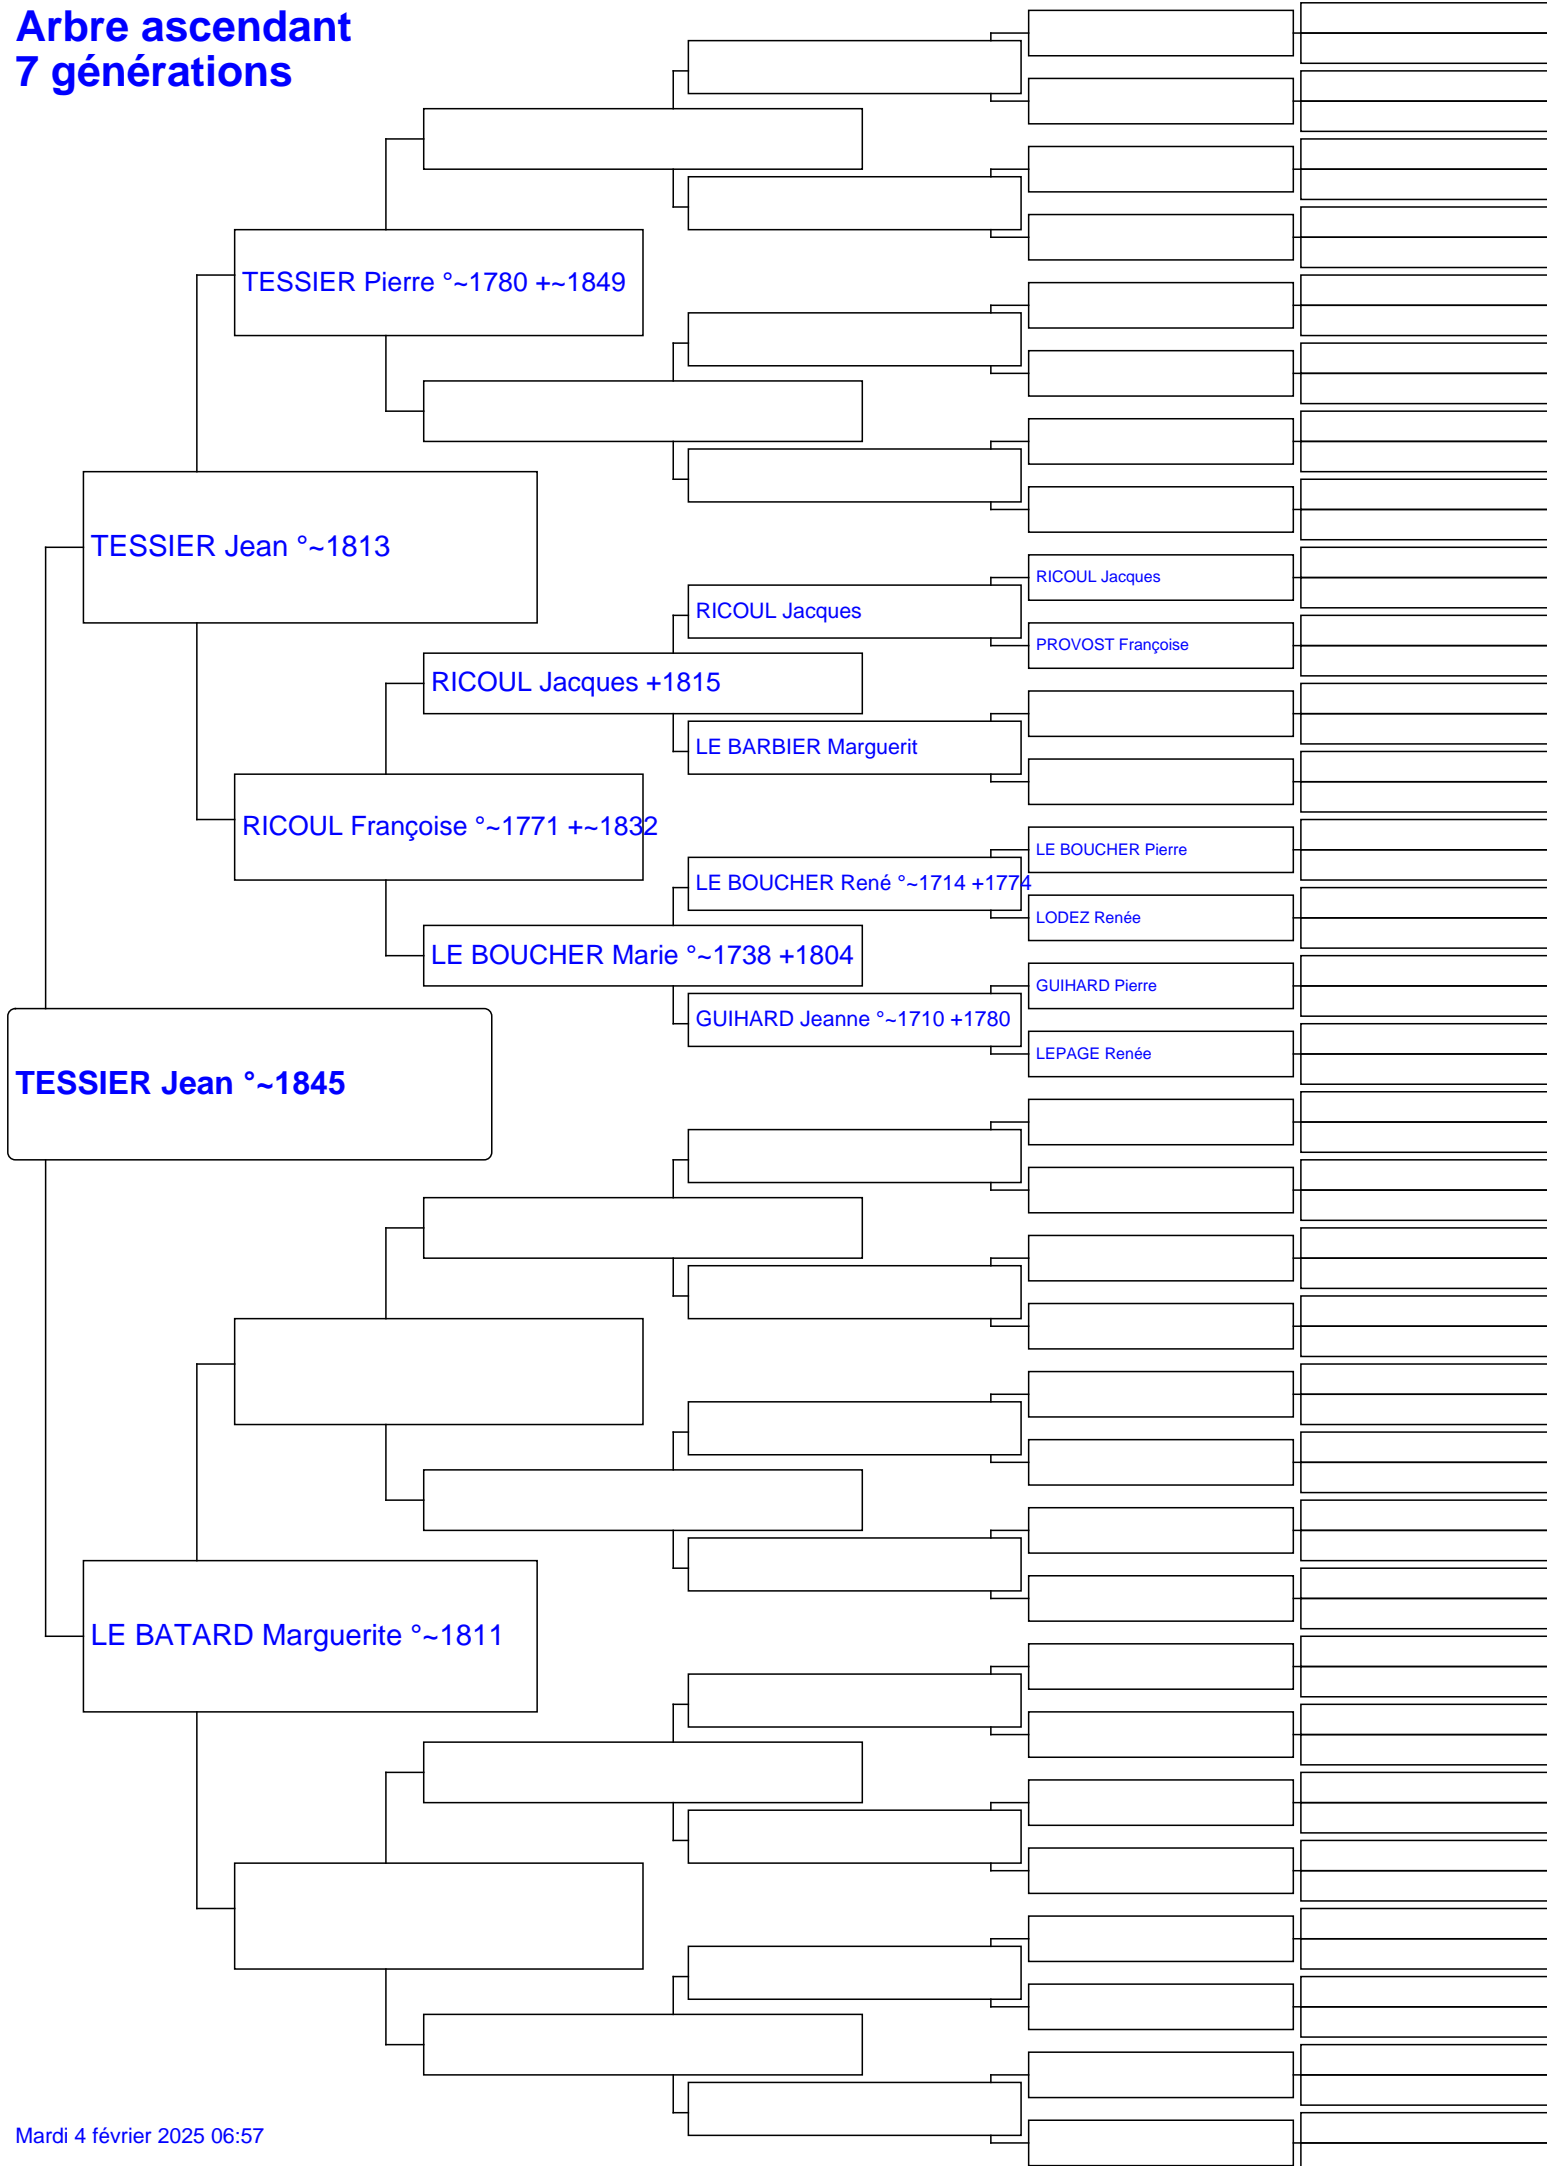 Arbre ascendant
7 générations
TESSIER Pierre °~1780 +~1849
TESSIER Jean °~1813
RICOUL Jacques
RICOUL Jacques
PROVOST Françoise
RICOUL Jacques +1815
LE BARBIER Marguerit
RICOUL Françoise °~1771 +~1832
LE BOUCHER Pierre
LE BOUCHER René °~1714 +1774
LODEZ Renée
LE BOUCHER Marie °~1738 +1804
GUIHARD Pierre
GUIHARD Jeanne °~1710 +1780
LEPAGE Renée
TESSIER Jean °~1845
LE BATARD Marguerite °~1811
Mardi 4 février 2025 06:57